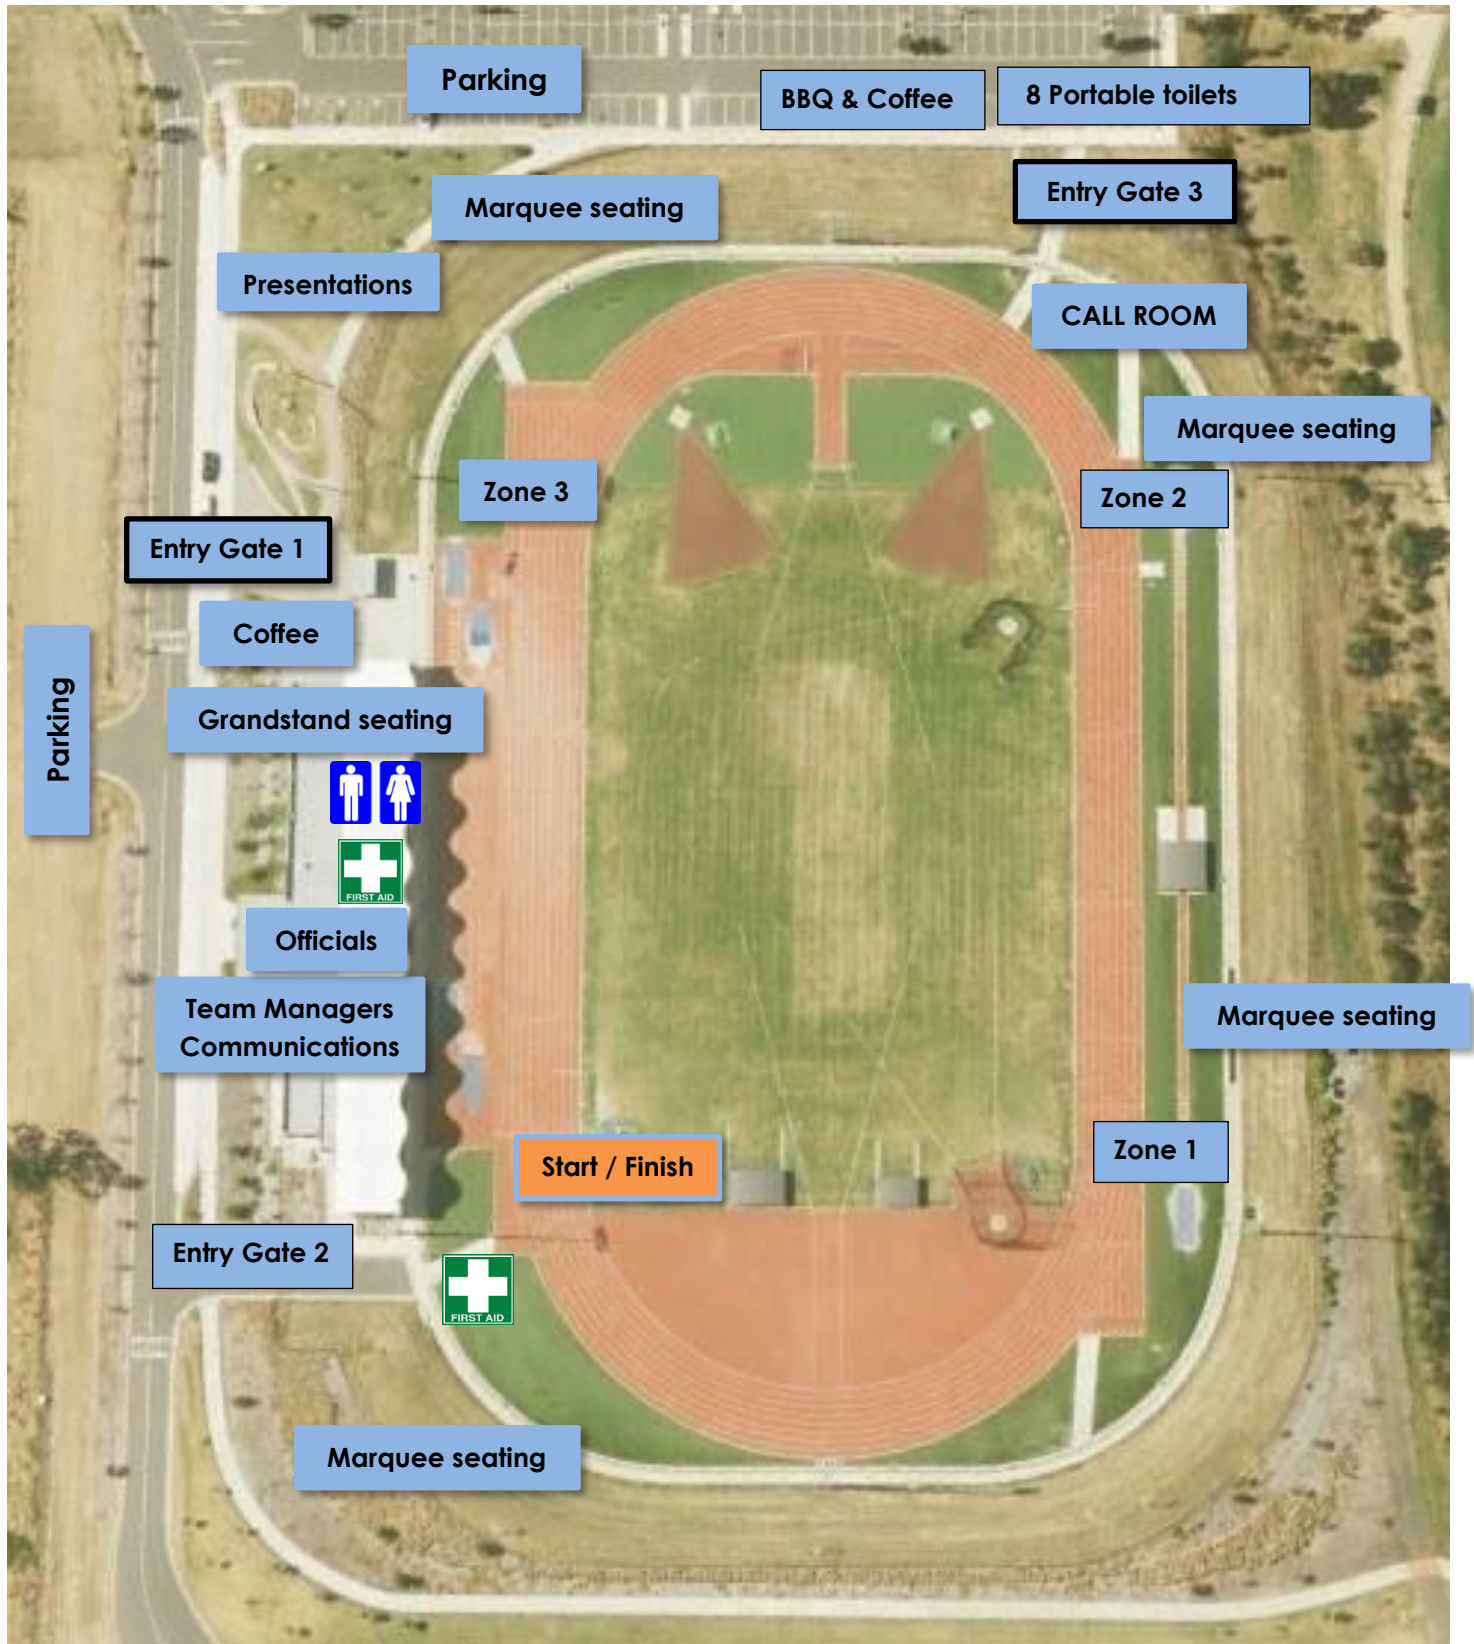 Parking
BBQ & Coffee
8 Portable toilets
Entry Gate 3
Marquee seating
Presentations
CALL ROOM
Marquee seating
Zone 3
Zone 2
Entry Gate 1
Coffee
Parking
Grandstand seating
FIRST AID
Officials
Team Managers
Communications
Marquee seating
Zone 1
Start / Finish
Entry Gate 2
FIRST AID
Marquee seating